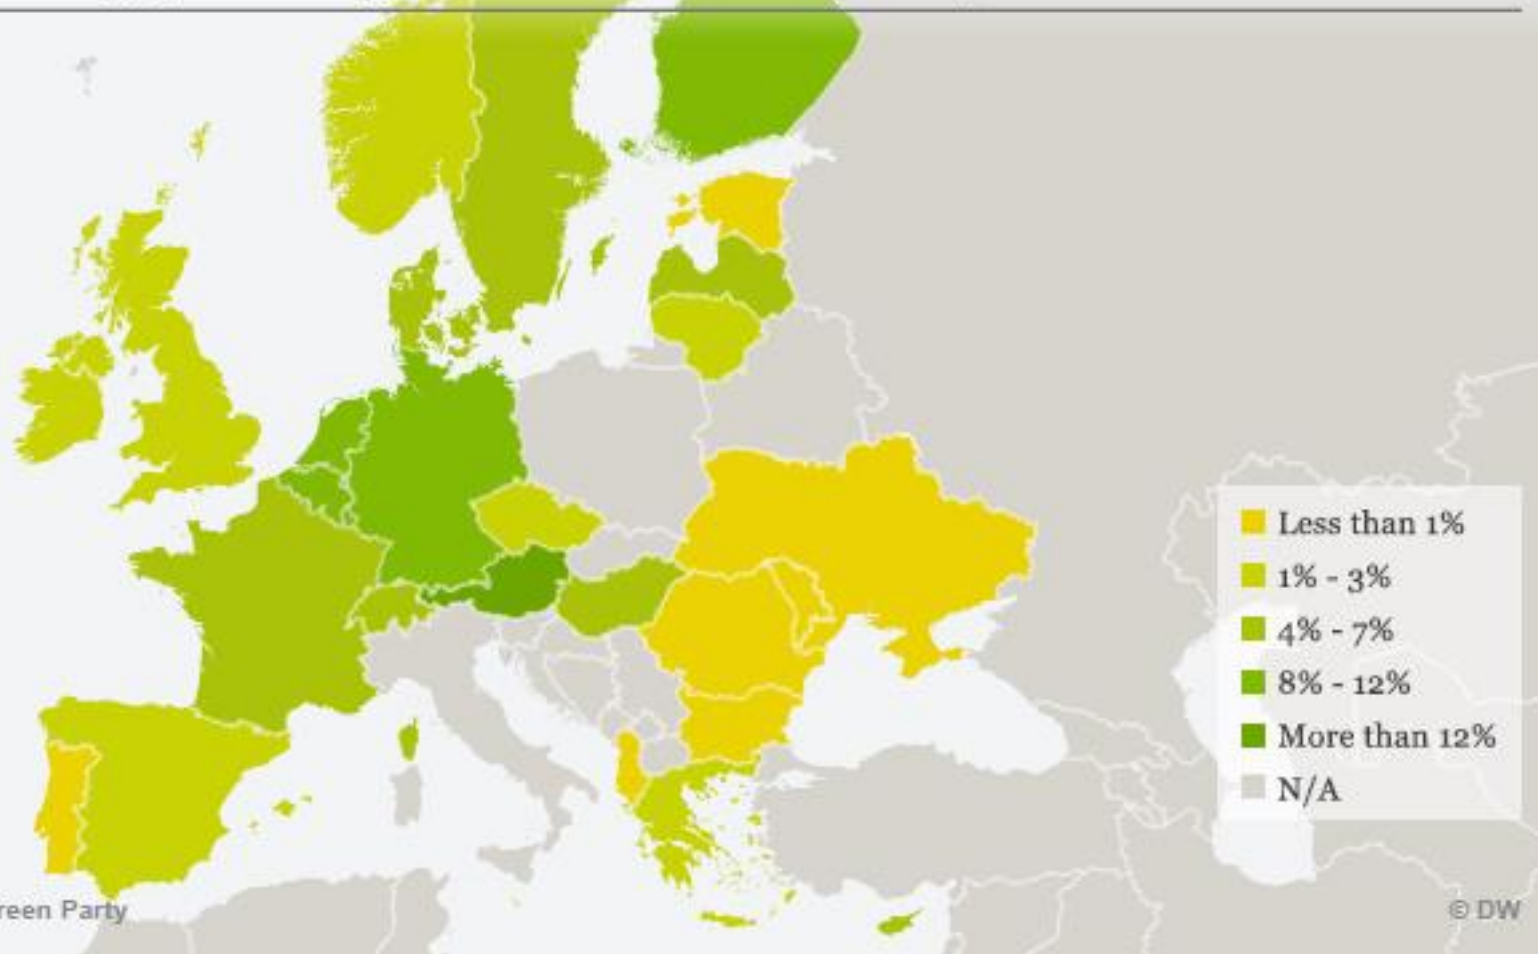 Less than 1%
1% - 3%
4% - 7%
8% - 12%
More than 12%
N/A
reen Party
© DW